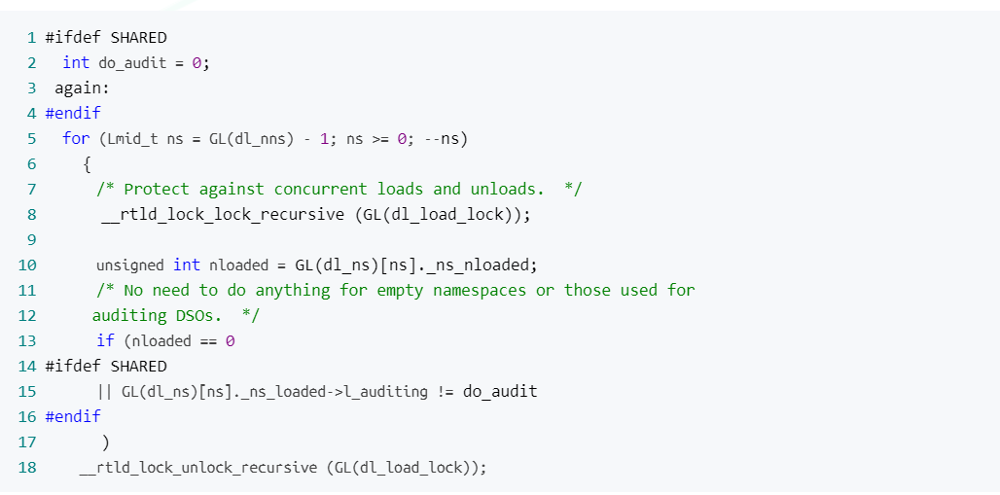 1 #ifdef SHARED
2   int do_audit = 0;
3  again:
4 #endif
5   for (Lmid_t ns = GL(dl_nns) - 1; ns >= 0; --ns)
6     {
7       /* Protect against concurrent loads and unloads.  */
8       __rtld_lock_lock_recursive (GL(dl_load_lock));
9
10       unsigned int nloaded = GL(dl_ns)[ns]._ns_nloaded;
11       /* No need to do anything for empty namespaces or those used for
12      auditing DSOs.  */
13       if (nloaded == 0
14 #ifdef SHARED
15       || GL(dl_ns)[ns]._ns_loaded->l_auditing != do_audit
16 #endif
17       )
18     __rtld_lock_unlock_recursive (GL(dl_load_lock));